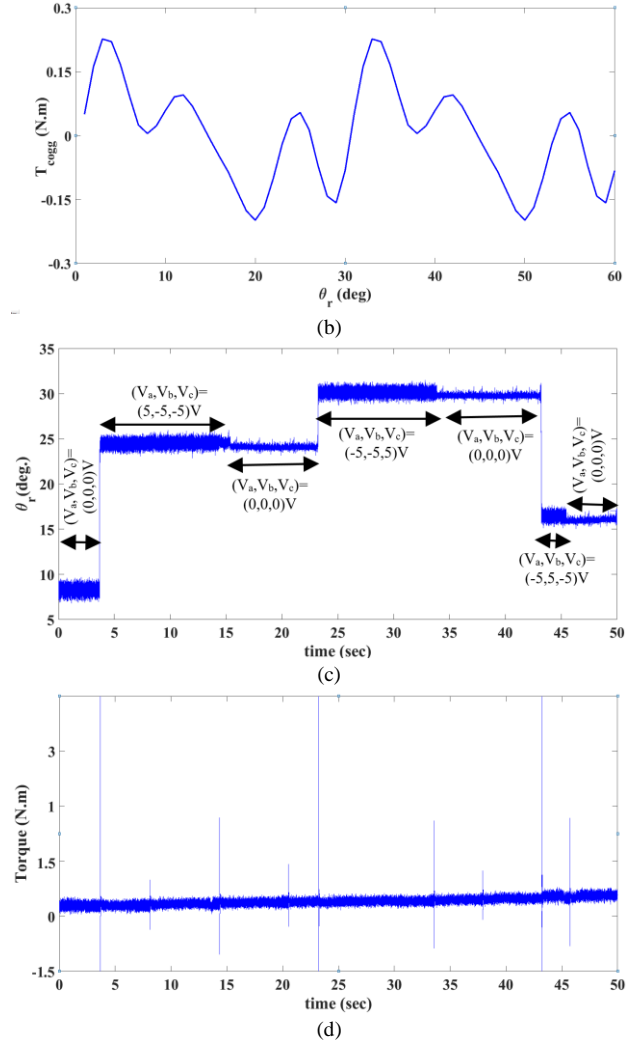 0.3
0.15
0
-0.15
-0.3
T_cogg (N.m)
0 10 20 30 40 50 60
θ_r (deg)
(b)
35
30
25
20
15
10
5
θ_r (deg.)
(V_a,V_b,V_c)=
(0,0,0)V
(V_a,V_b,V_c)=
(5,-5,-5)V
(V_a,V_b,V_c)=
(0,0,0)V
(V_a,V_b,V_c)=
(-5,-5,5)V
(V_a,V_b,V_c)=
(0,0,0)V
(V_a,V_b,V_c)=
(-5,5,-5)V
(V_a,V_b,V_c)=
(0,0,0)V
0 5 10 15 20 25 30 35 40 45 50
time (sec)
(c)
3
1
1.5
0
-1.5
Torque (N.m)
0 5 10 15 20 25 30 35 40 45 50
time (sec)
(d)